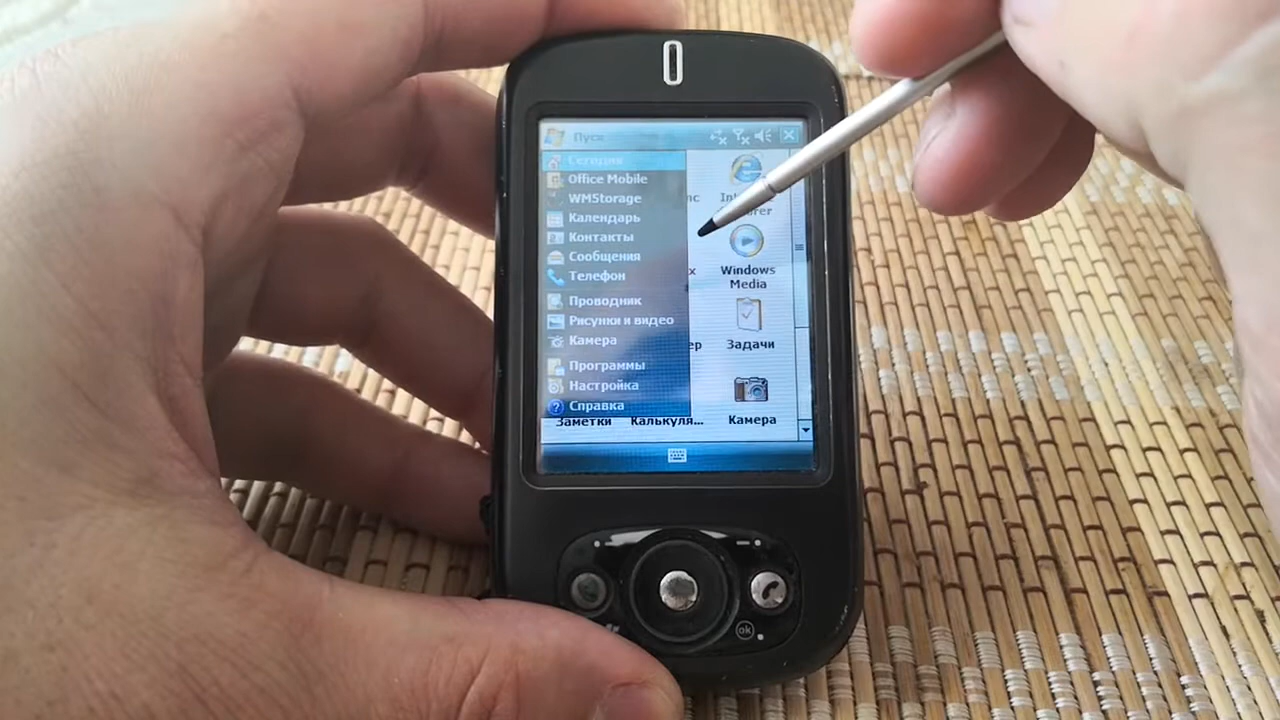 Пуск
Сегодня
Office Mobile
WMStorage
Календарь
Контакты
Сообщения
Телефон
Проводник
Рисунки и видео
Камера
Программы
Настройка
Справка
Windows
Media
Задачи
Заметки
Калькуля...
Камера
ok